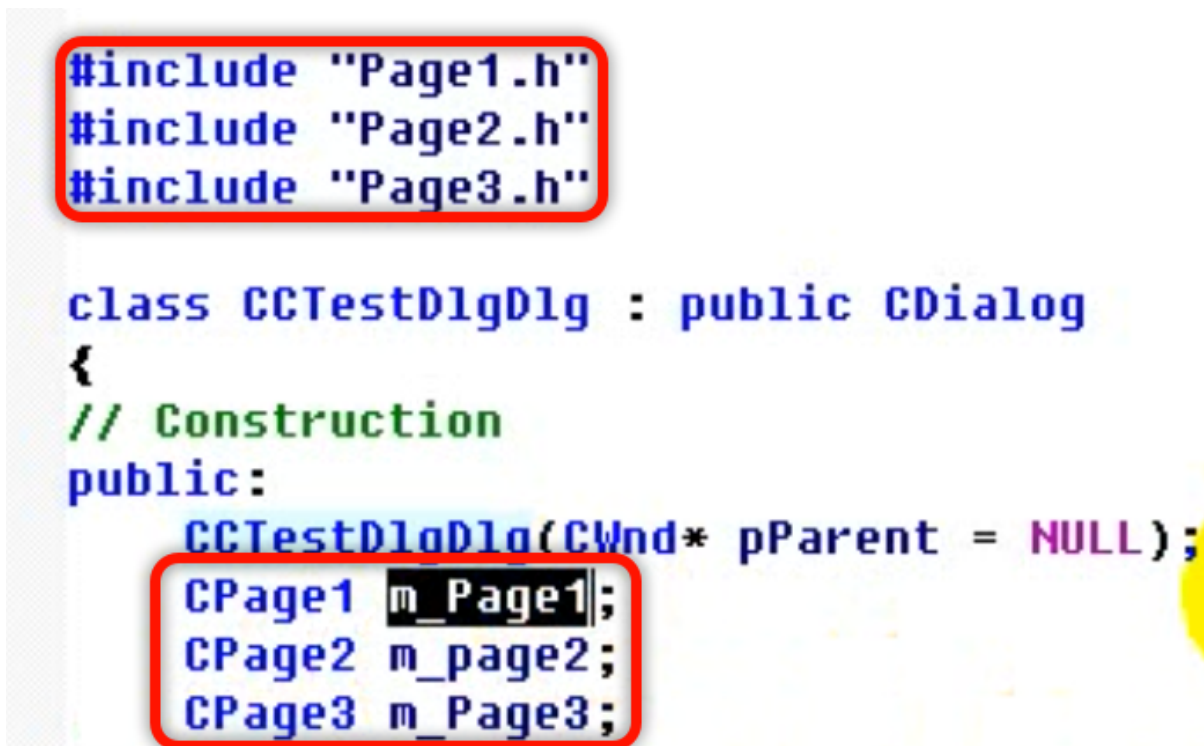 #include "Page1.h"
#include "Page2.h"
#include "Page3.h"
class CCTestDlgDlg : public CDialog
{
// Construction
public:
CCTestDlgDlg(CWnd* pParent = NULL);
CPage1 m_Page1;
CPage2 m_page2;
CPage3 m_Page3;